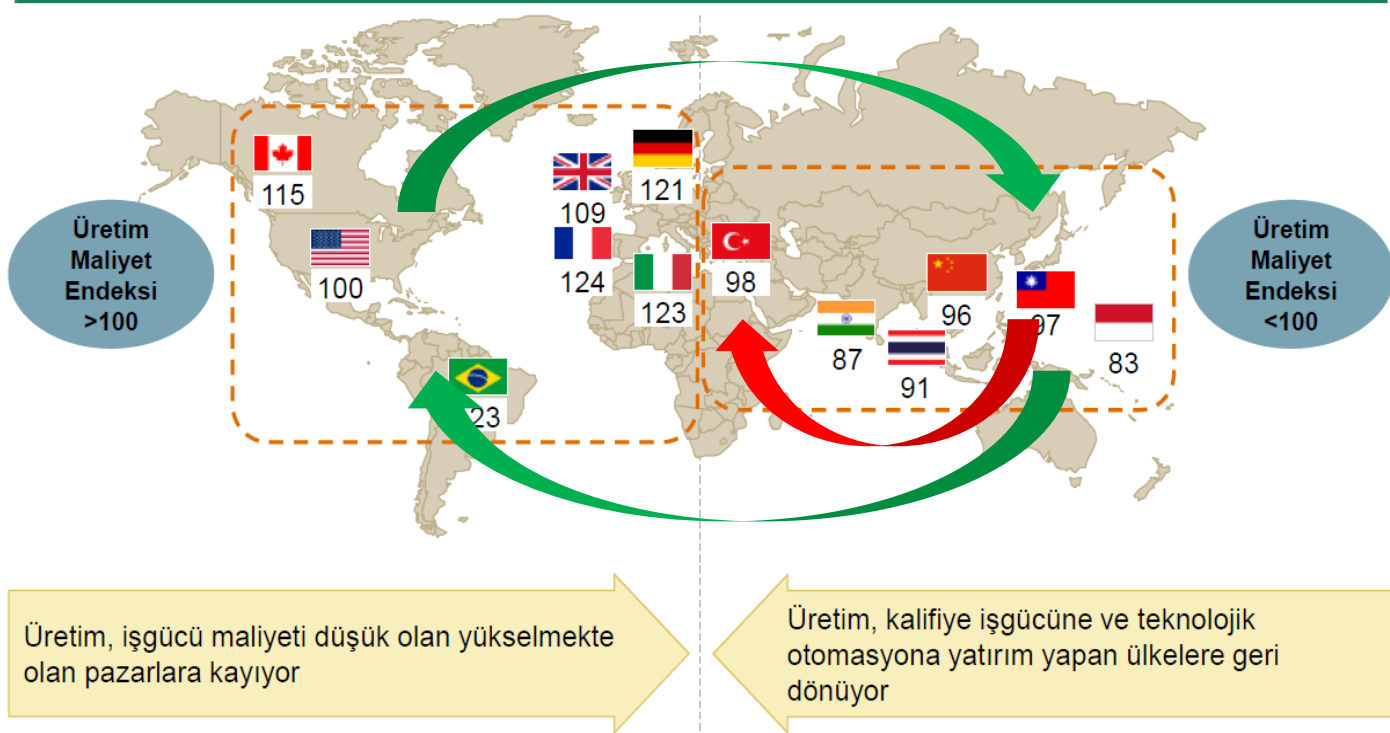 115
100
109
121
124
123
23
98
96
97
87
91
83
Üretim
Maliyet
Endeksi
>100
Üretim
Maliyet
Endeksi
<100
Üretim, işgücü maliyeti düşük olan yükselmekte
olan pazarlara kayıyor
Üretim, kalifiye işgücüne ve teknolojik
otomasyona yatırım yapan ülkelere geri
dönüyor